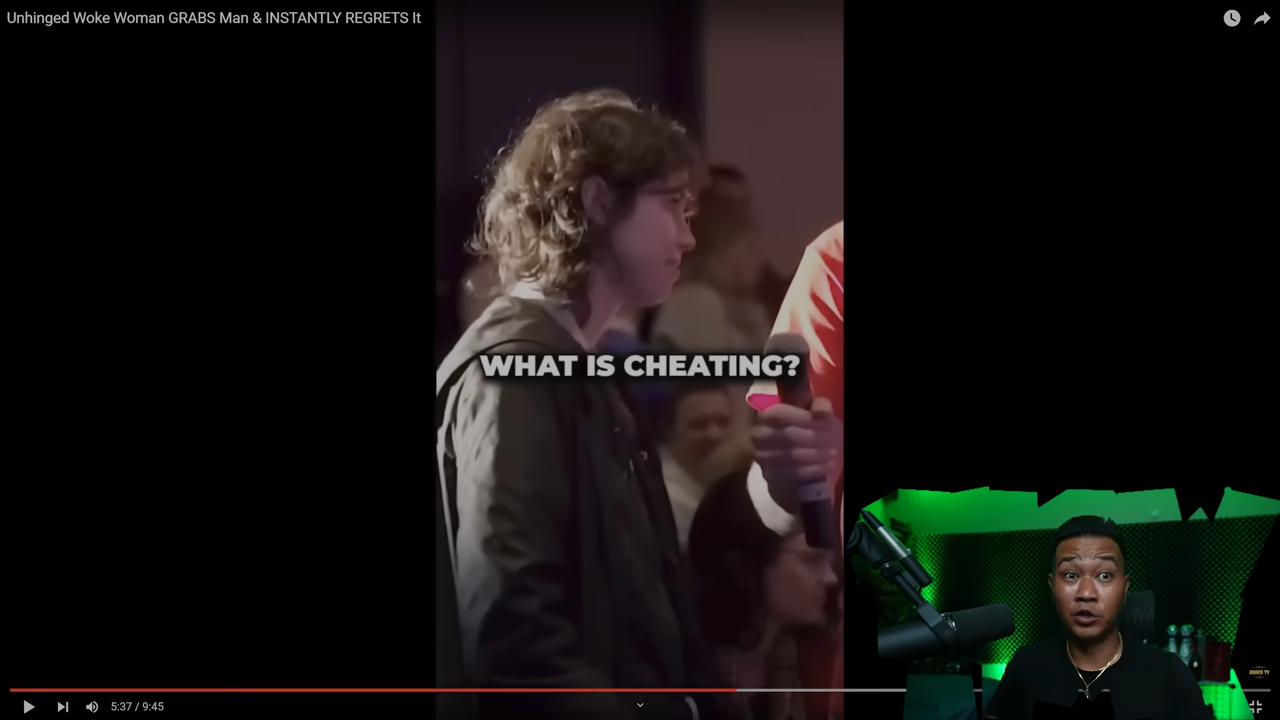 Unhinged Woke Woman GRABS Man & INSTANTLY REGRETS It
WHAT IS CHEATING?
5:37 / 9:45